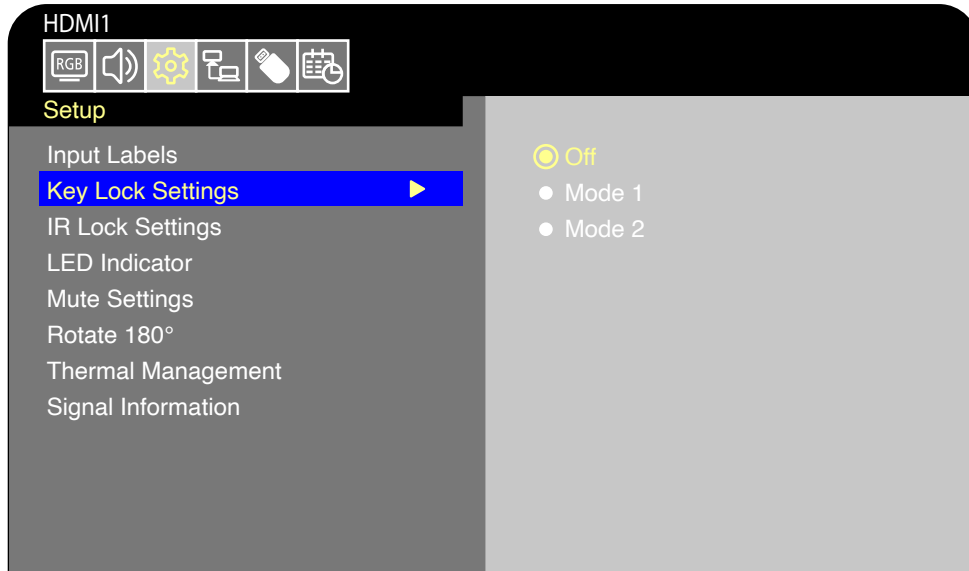 HDMI1
RGB
Setup
Input Labels
Key Lock Settings
IR Lock Settings
LED Indicator
Mute Settings
Rotate 180°
Thermal Management
Signal Information
Off
Mode 1
Mode 2